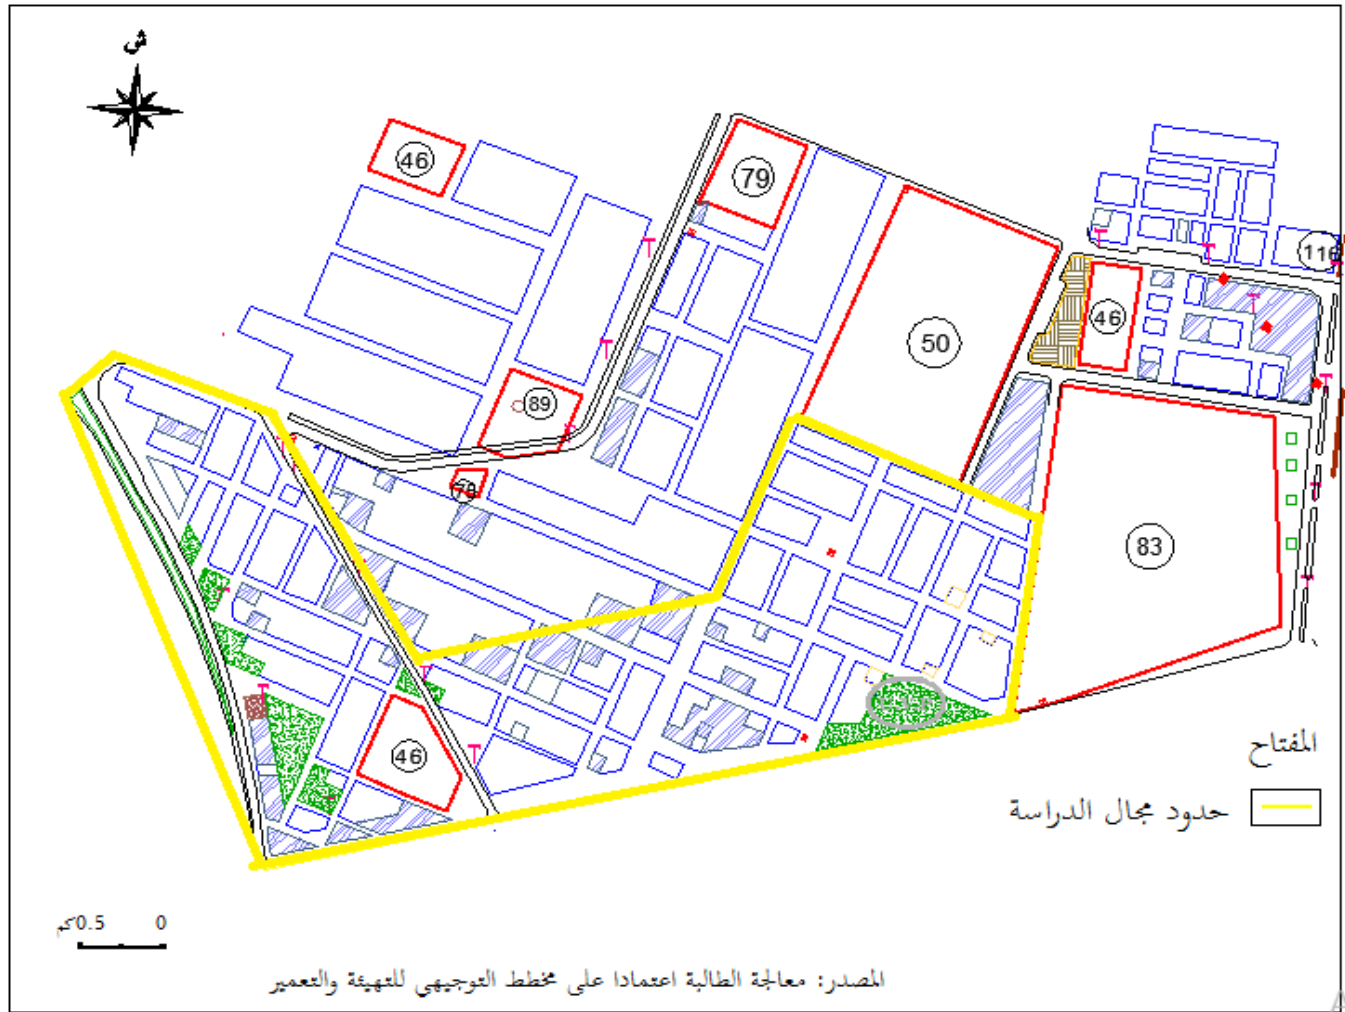 ش
46
79
116
46
50
89
79
83
46
المفتاح
حدود مجال الدراسة
0.5كم 0
المصدر: معالجة الطالبة اعتمادا على مخطط التوجيهي للتهيئة والتعمير